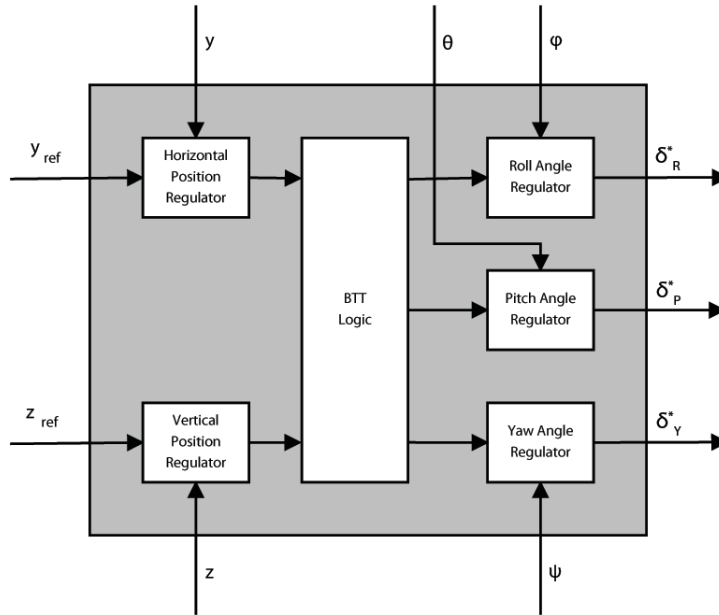 y
θ
φ
y ref
Horizontal
Position
Regulator
Roll Angle
Regulator
δ*R
BTT
Logic
Pitch Angle
Regulator
δ*P
z ref
Vertical
Position
Regulator
Yaw Angle
Regulator
δ*Y
z
ψ